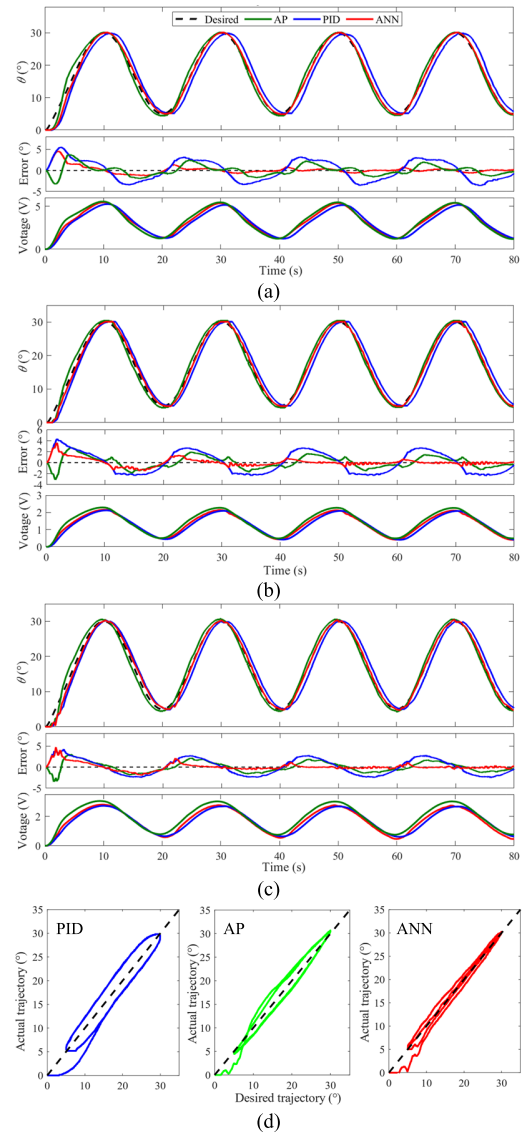 Desired AP PID ANN
30
20
10
0
θ (°)
5
0
-5
Error (°)
5
0
Votage (V)
0 10 20 30 40 50 60 70 80
Time (s)
(a)
30
20
10
0
θ (°)
6
4
2
0
-2
-4
Error (°)
3
2
1
0
Votage (V)
0 10 20 30 40 50 60 70 80
Time (s)
(b)
30
20
10
0
θ (°)
5
0
-5
Error (°)
2
0
Votage (V)
0 10 20 30 40 50 60 70 80
Time (s)
(c)
PID
35
30
25
20
15
10
5
0
Actual trajectory (°)
0 10 20 30
AP
35
30
25
20
15
10
5
0
Actual trajectory (°)
0 10 20 30
Desired trajectory (°)
ANN
35
30
25
20
15
10
5
0
Actual trajectory (°)
0 10 20 30
(d)